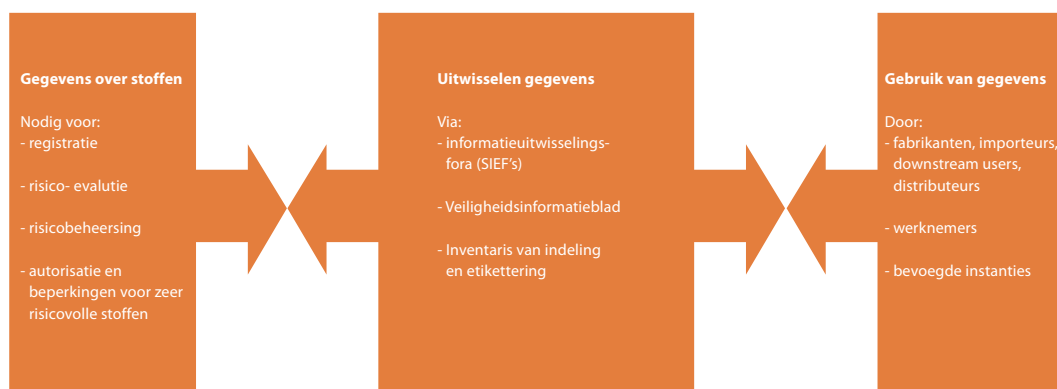 Gegevens over stoffen
Nodig voor:
- registratie
- risico- evalutie
- risicobeheersing
- autorisatie en
beperkingen voor zeer
risicovolle stoffen
Uitwisselen gegevens
Via:
- informatieuitwisselings-
fora (SIEF's)
- Veiligheidsinformatieblad
- Inventaris van indeling
en etikettering
Gebruik van gegevens
Door:
- fabrikanten, importeurs,
downstream users,
distributeurs
- werknemers
- bevoegde instanties